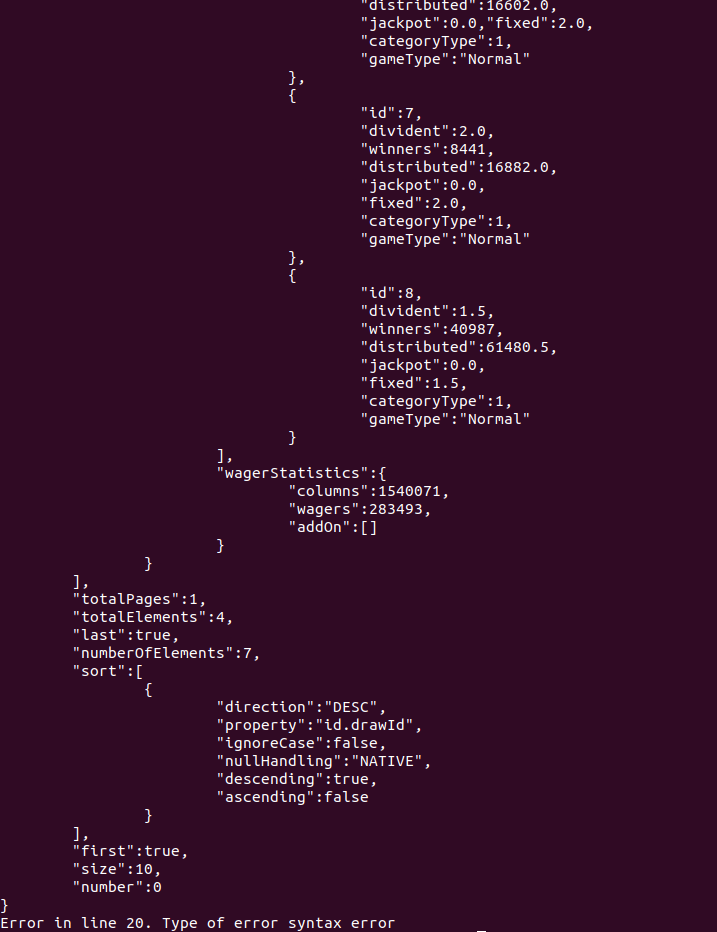 "distributed":16602.0,
"jackpot":0.0,"fixed":2.0,
"categoryType":1,
"gameType":"Normal"
},
{
"id":7,
"divident":2.0,
"winners":8441,
"distributed":16882.0,
"jackpot":0.0,
"fixed":2.0,
"categoryType":1,
"gameType":"Normal"
},
{
"id":8,
"divident":1.5,
"winners":40987,
"distributed":61480.5,
"jackpot":0.0,
"fixed":1.5,
"categoryType":1,
"gameType":"Normal"
}
],
"wagerStatistics":{
"columns":1540071,
"wagers":283493,
"addOn":[]
}
}
],
"totalPages":1,
"totalElements":4,
"last":true,
"numberOfElements":7,
"sort":[
{
"direction":"DESC",
"property":"id.drawId",
"ignoreCase":false,
"nullHandling":"NATIVE",
"descending":true,
"ascending":false
}
],
"first":true,
"size":10,
"number":0
}
Error in line 20. Type of error syntax error